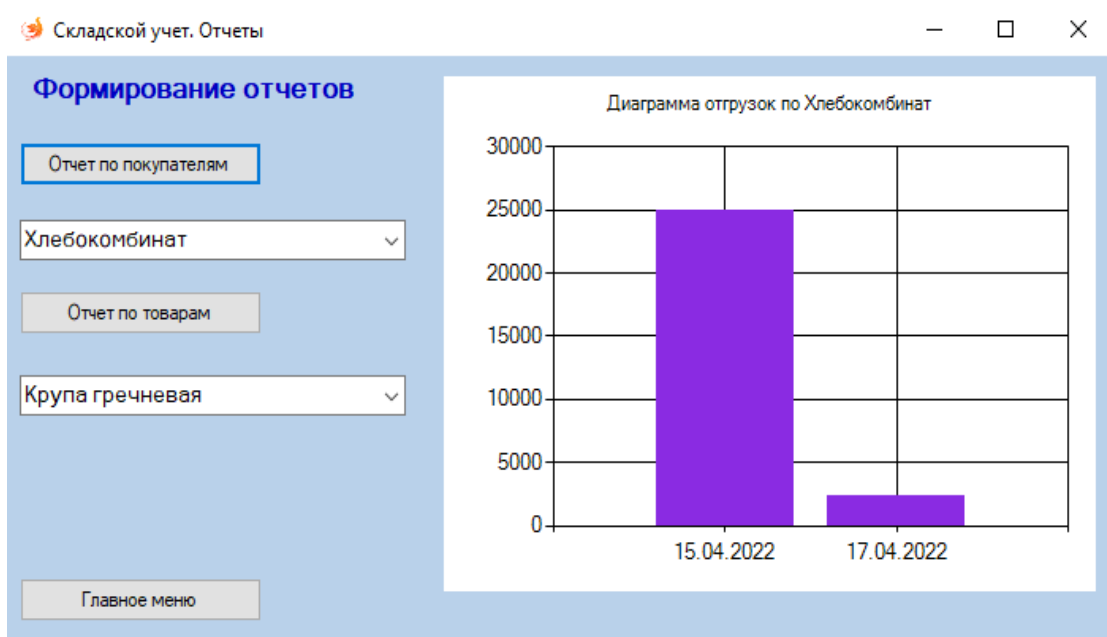 Складской учет. Отчеты
Формирование отчетов
Отчет по покупателям
Хлебокомбинат
Отчет по товарам
Крупа гречневая
Главное меню
Диаграмма отгрузок по Хлебокомбинат
30000
25000
20000
15000
10000
5000
0
15.04.2022 17.04.2022